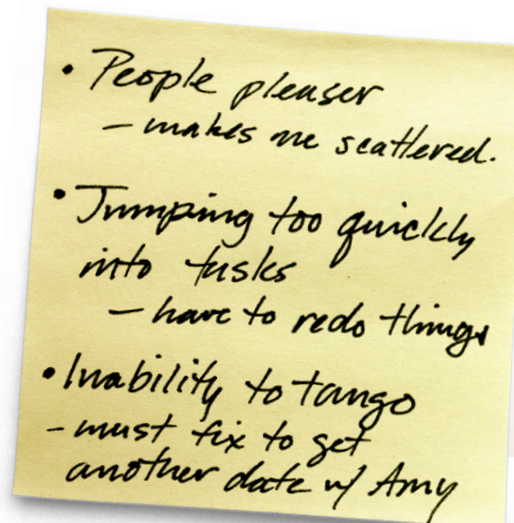 • People pleaser
– makes me scattered.
• Jumping too quickly
into tasks
– have to redo things
• Inability to tango
– must fix to get
another date w/ Amy